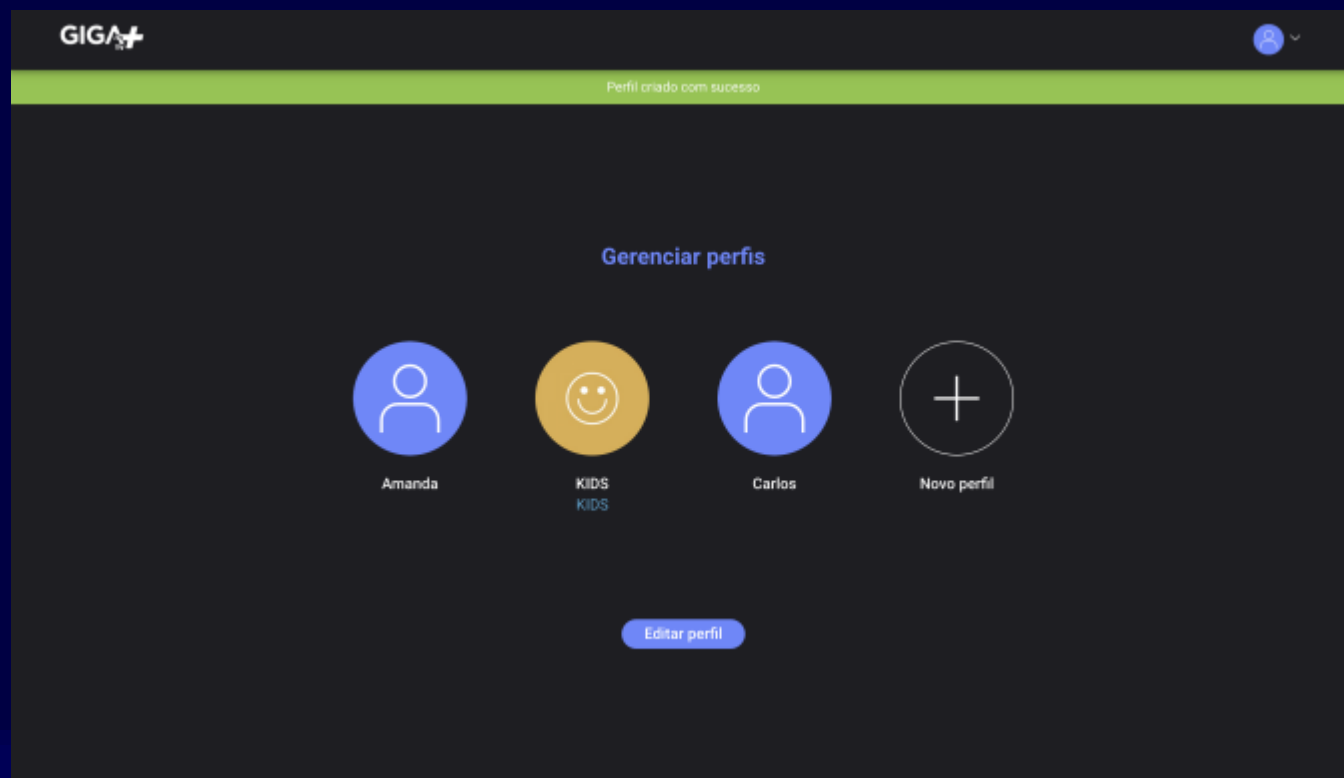 GIGA+
Perfil criado com sucesso
Gerenciar perfis
Amanda
KIDS
KIDS
Carlos
Novo perfil
Editar perfil